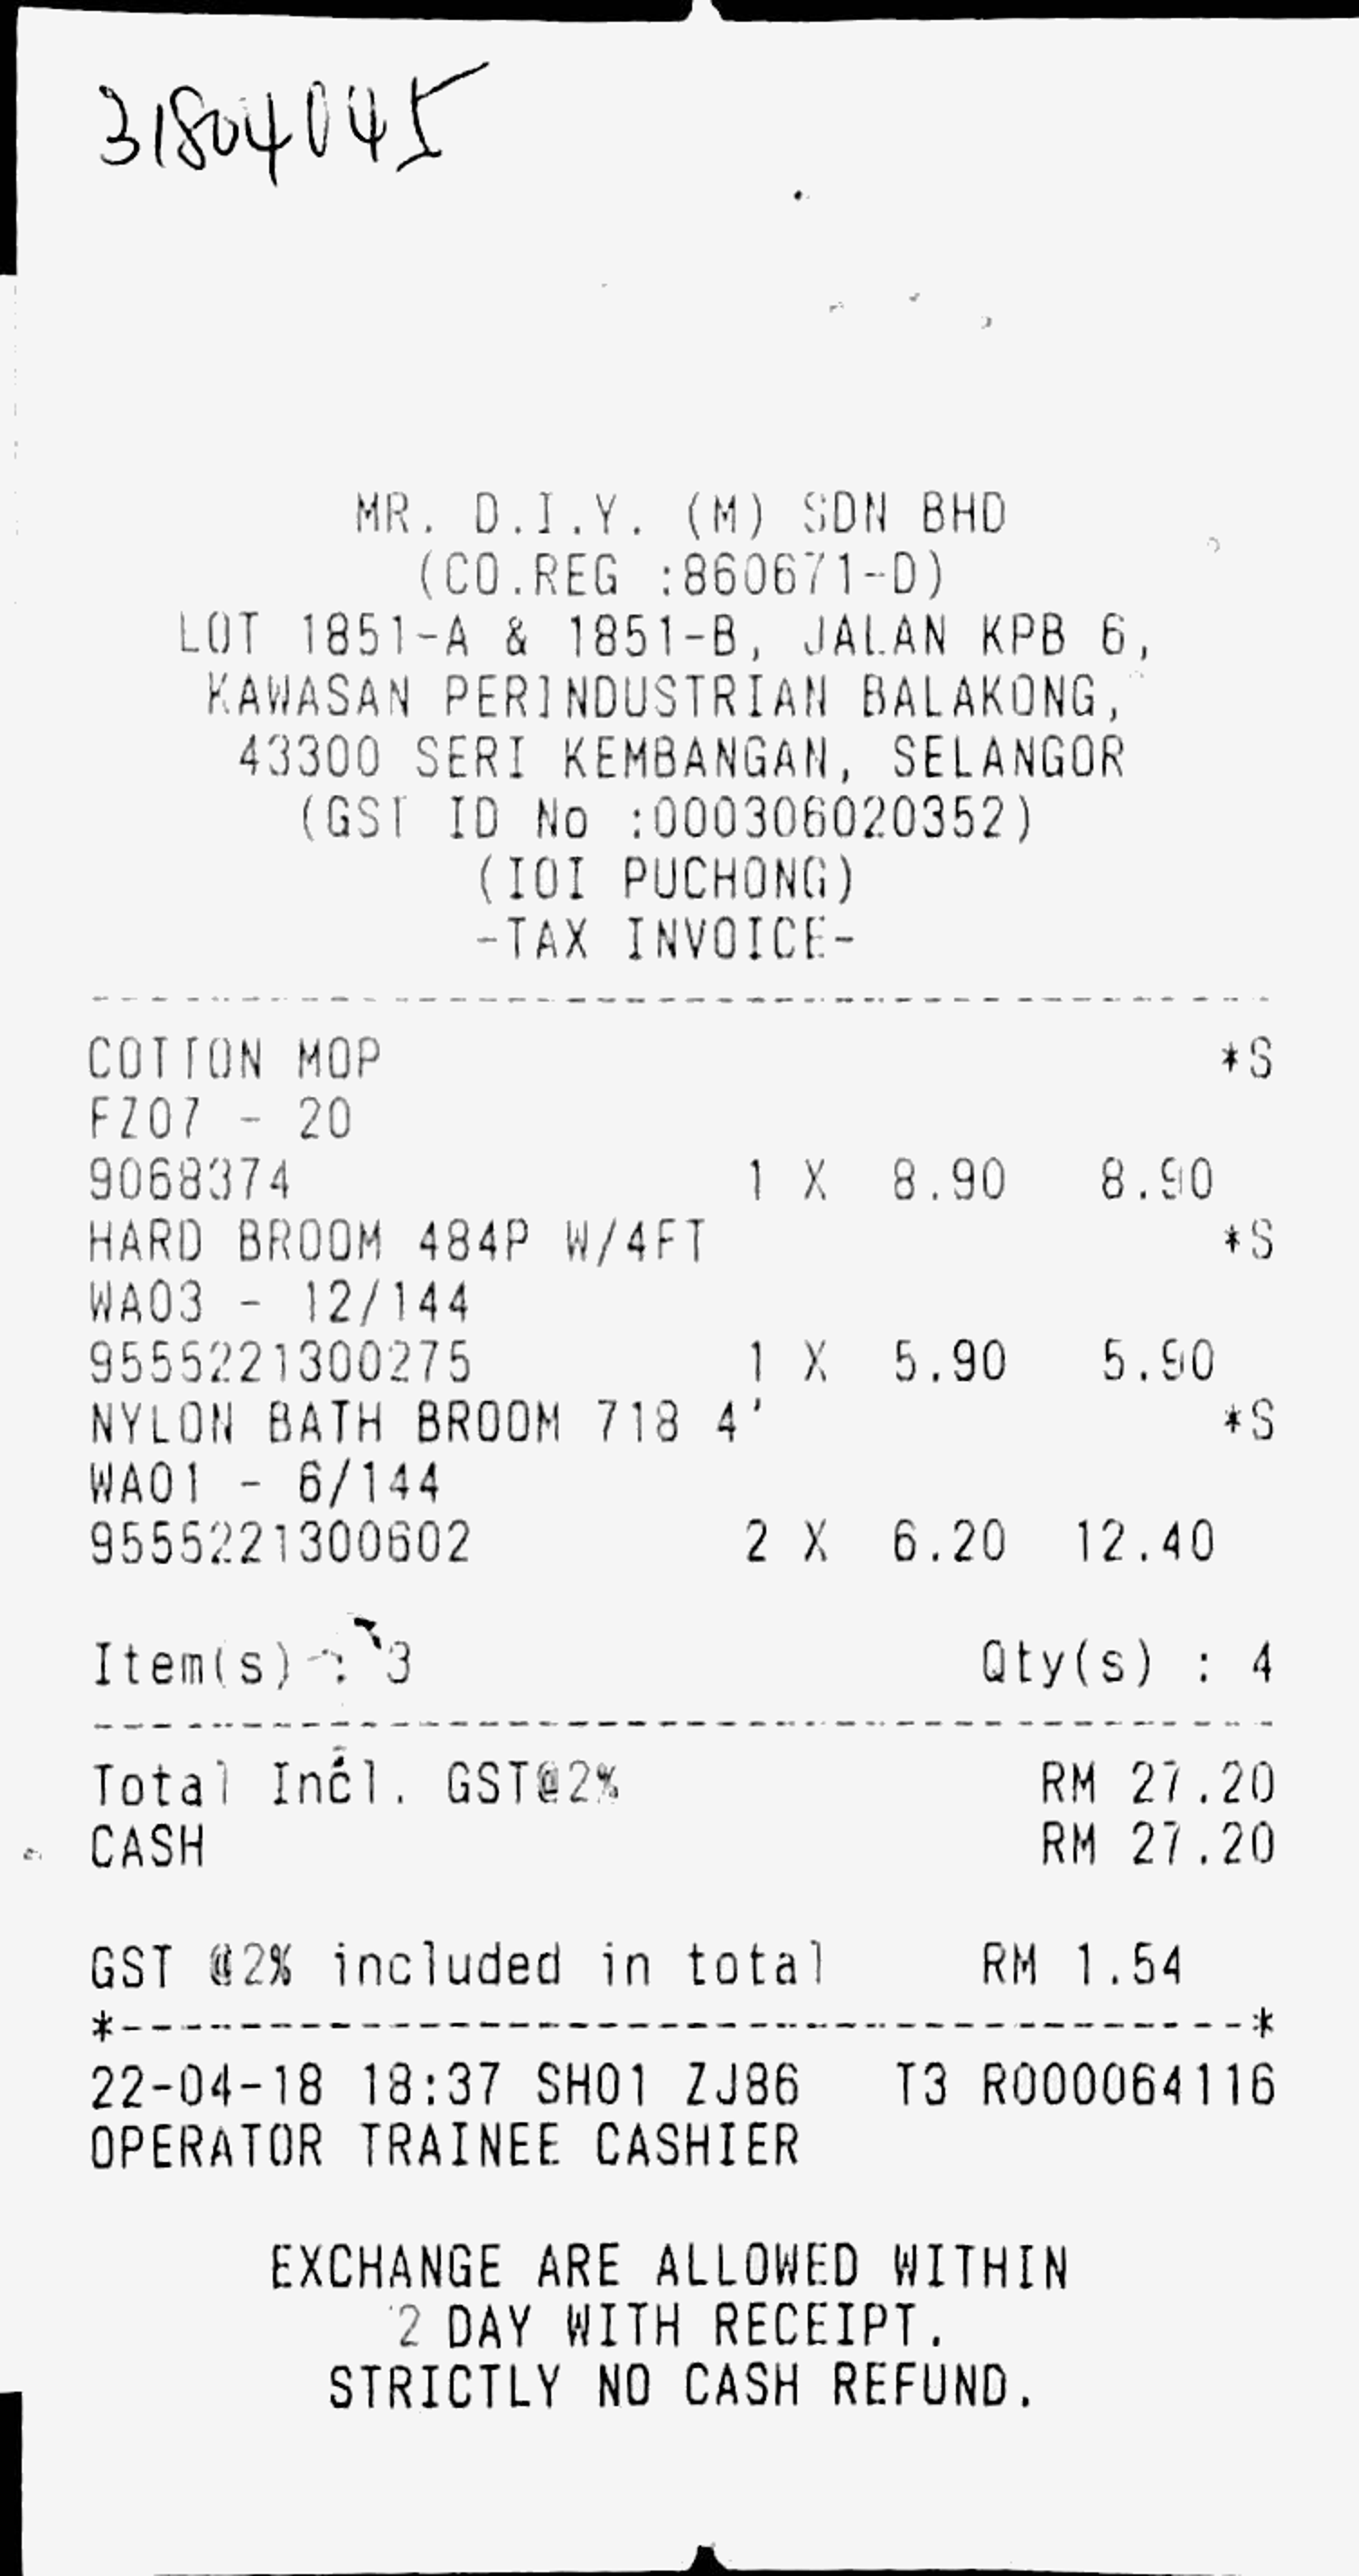 31804045
MR. D.I.Y. (M) SDN BHD
(CO.REG :860671-D)
LOT 1851-A & 1851-B, JALAN KPB 6,
KAWASAN PERINDUSTRIAN BALAKONG,
43300 SERI KEMBANGAN, SELANGOR
(GST ID No :000306020352)
(IOI PUCHONG)
-TAX INVOICE-
COTTON MOP *S
FZ07 - 20
9068374 1 X 8.90 8.90
HARD BROOM 484P W/4FT *S
WA03 - 12/144
9555221300275 1 X 5.90 5.90
NYLON BATH BROOM 718 4' *S
WA01 - 6/144
9555221300602 2 X 6.20 12.40
Item(s) : 3 Qty(s) : 4
Total Incl. GST@2% RM 27.20
CASH RM 27.20
GST @2% included in total RM 1.54
*--------------------------------------*
22-04-18 18:37 SH01 ZJ86 T3 R000064116
OPERATOR TRAINEE CASHIER
EXCHANGE ARE ALLOWED WITHIN
2 DAY WITH RECEIPT.
STRICTLY NO CASH REFUND.